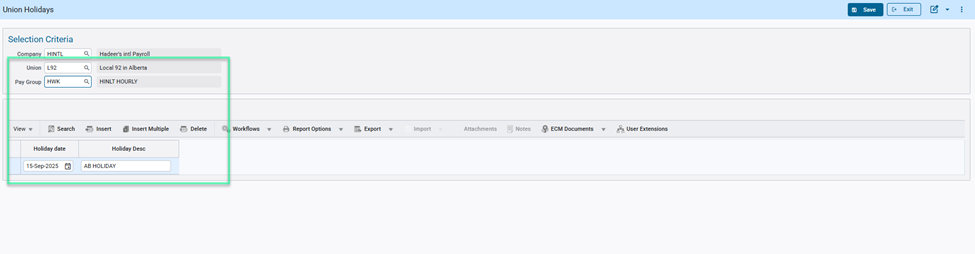 Union Holidays Save Exit
Selection Criteria
Company HINTL Hadeer's intl Payroll
Union L92 Local 92 in Alberta
Pay Group HWK HINLT HOURLY
View Search Insert Insert Multiple Delete Workflows Report Options Export Import Attachments Notes ECM Documents User Extensions
Holiday date Holiday Desc
15-Sep-2025 AB HOLIDAY